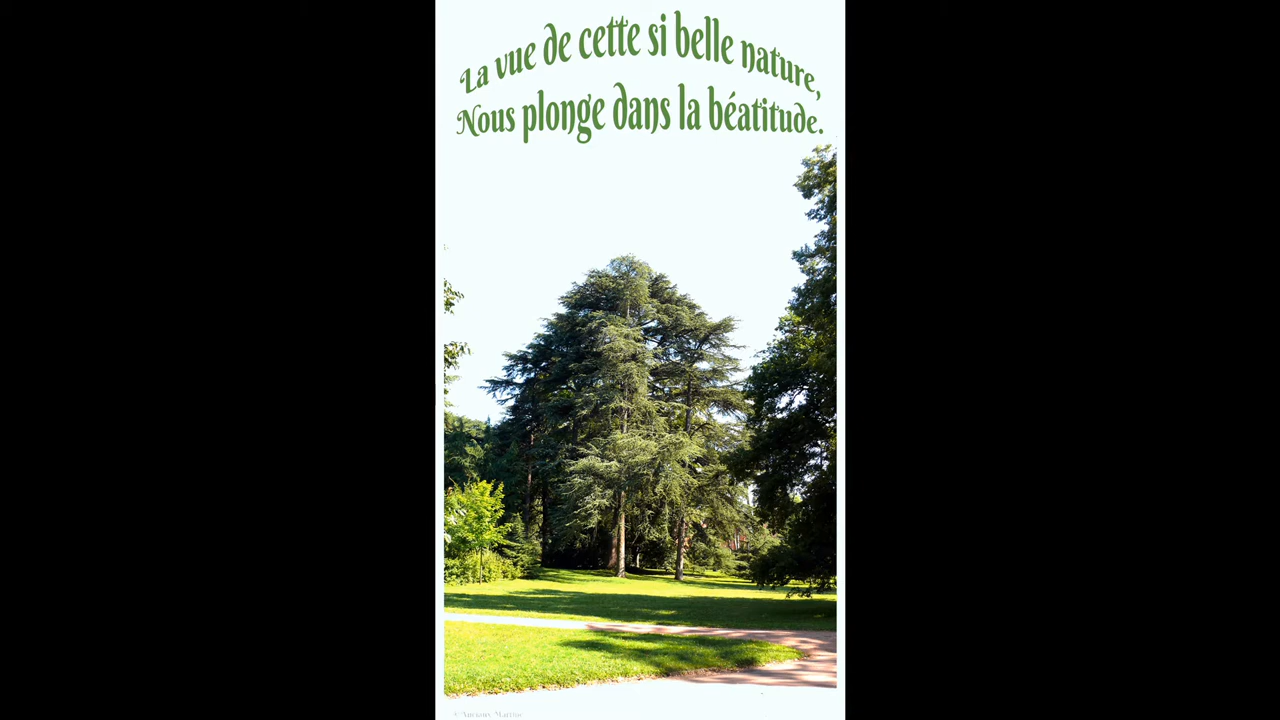 La vue de cette si belle nature,
Nous plonge dans la béatitude.